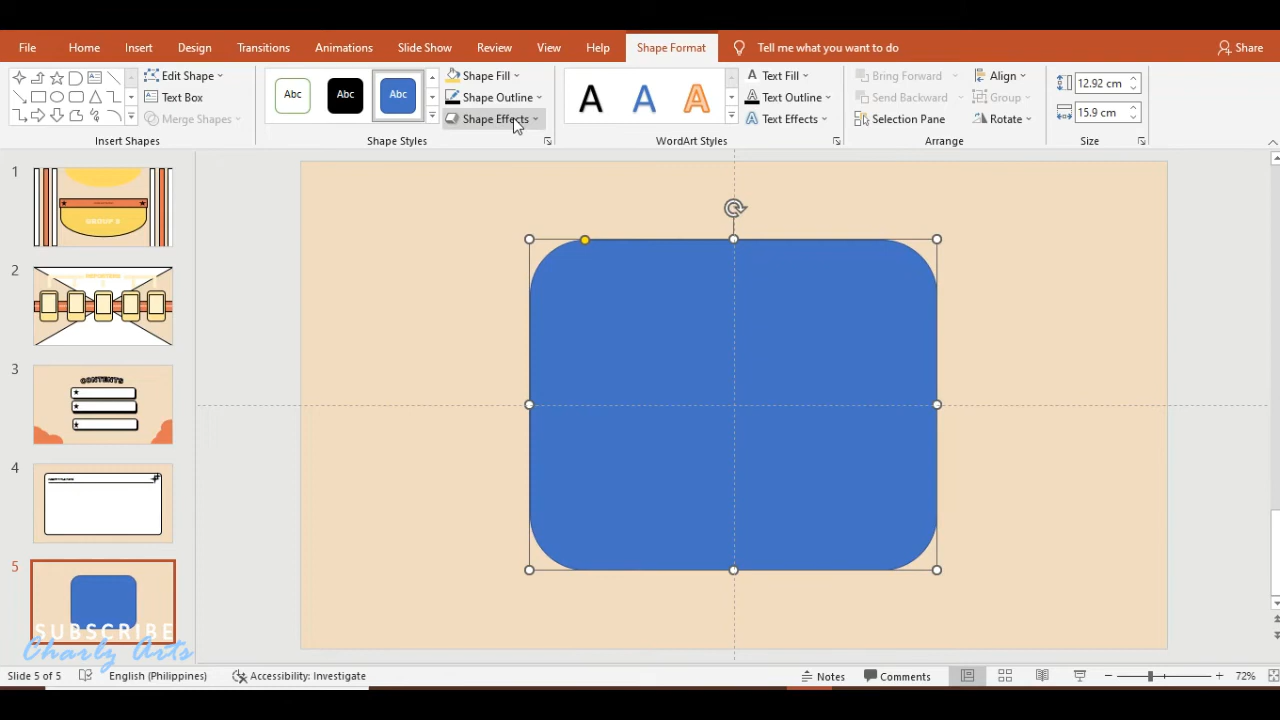 File Home Insert Design Transitions Animations Slide Show Review View Help Shape Format Tell me what you want to do Share
Edit Shape
Text Box
Merge Shapes
Insert Shapes
Abc Abc Abc
Shape Fill
Shape Outline
Shape Effects
Shape Styles
A A A
Text Fill
Text Outline
Text Effects
WordArt Styles
Bring Forward
Send Backward
Selection Pane
Align
Group
Rotate
Arrange
12.92 cm
15.9 cm
Size
1
GROUP 2
2
3
CONTENTS
4
5
SUBSCRIBE
Charly Arts
Slide 5 of 5 English (Philippines) Accessibility: Investigate Notes Comments 72%